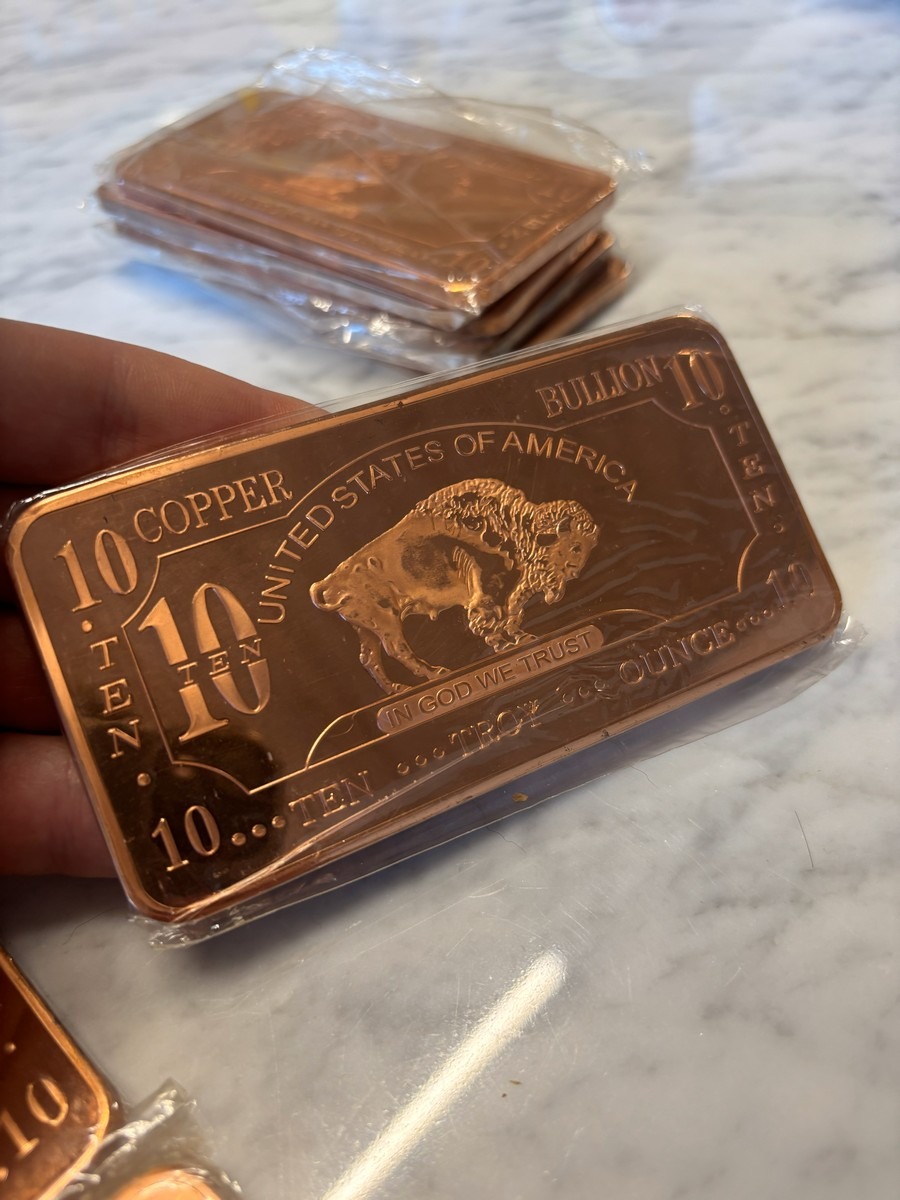 10 COPPER
BULLION 10
UNITED STATES OF AMERICA
10
TEN
IN GOD WE TRUST
· TEN ·
· TEN ·
10...TEN ...TROY ...OUNCE...10
10